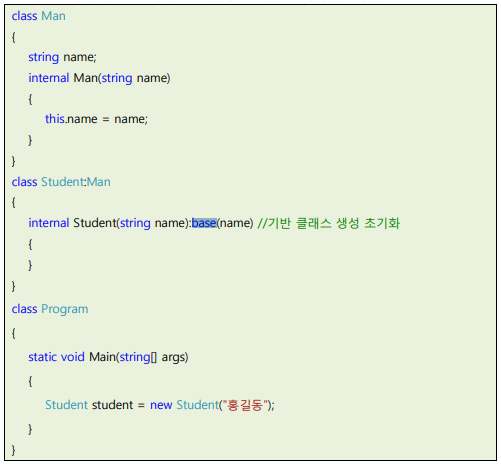 class Man
{
string name;
internal Man(string name)
{
this.name = name;
}
}
class Student:Man
{
internal Student(string name):base(name) //기반 클래스 생성 초기화
{
}
}
class Program
{
static void Main(string[] args)
{
Student student = new Student("홍길동");
}
}